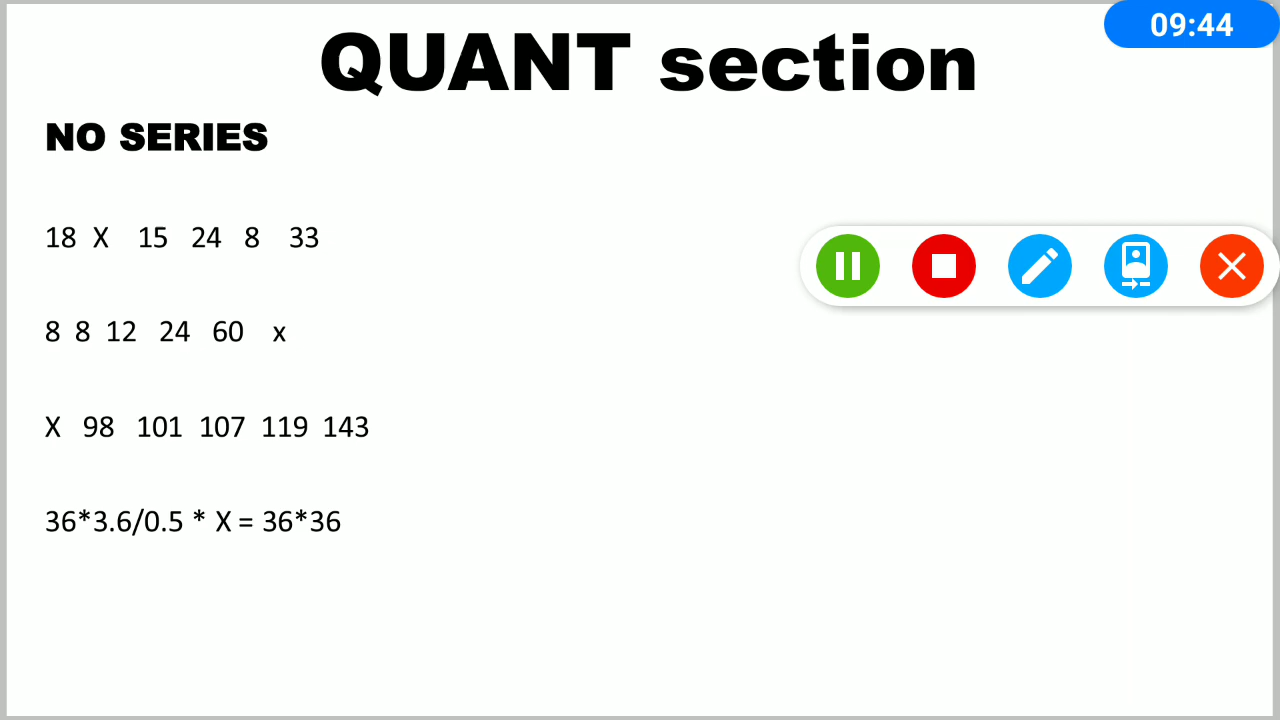 09:44
QUANT section
NO SERIES
18 X 15 24 8 33
8 8 12 24 60 x
X 98 101 107 119 143
36*3.6/0.5 * X = 36*36